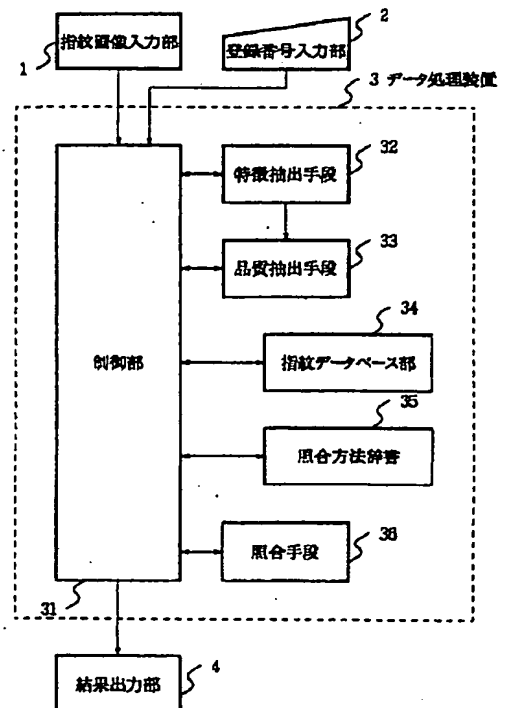 指紋画像入力部
1
登録番号入力部
2
3 データ処理装置
制御部
31
特徴抽出手段
32
品質抽出手段
33
指紋データベース部
34
照合方法辞書
35
照合手段
36
結果出力部
4